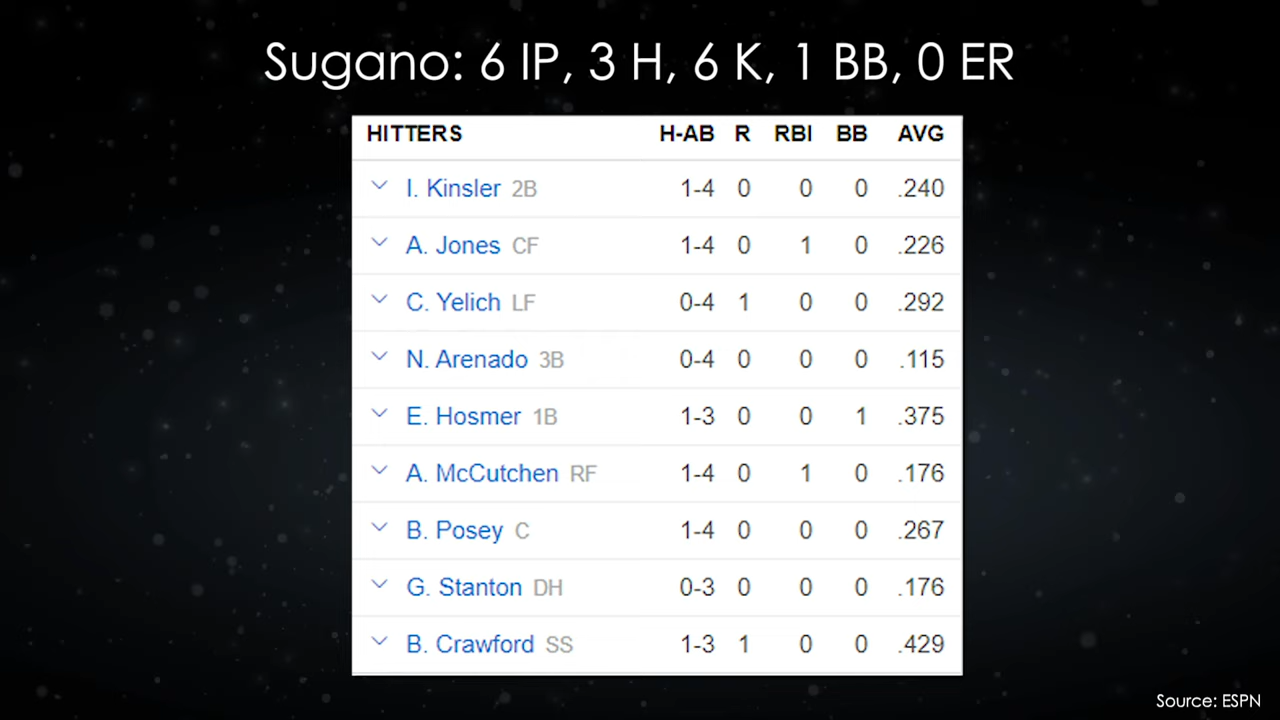 Sugano: 6 IP, 3 H, 6 K, 1 BB, 0 ER
HITTERS H-AB R RBI BB AVG
I. Kinsler 2B 1-4 0 0 0 .240
A. Jones CF 1-4 0 1 0 .226
C. Yelich LF 0-4 1 0 0 .292
N. Arenado 3B 0-4 0 0 0 .115
E. Hosmer 1B 1-3 0 0 1 .375
A. McCutchen RF 1-4 0 1 0 .176
B. Posey C 1-4 0 0 0 .267
G. Stanton DH 0-3 0 0 0 .176
B. Crawford SS 1-3 1 0 0 .429
Source: ESPN